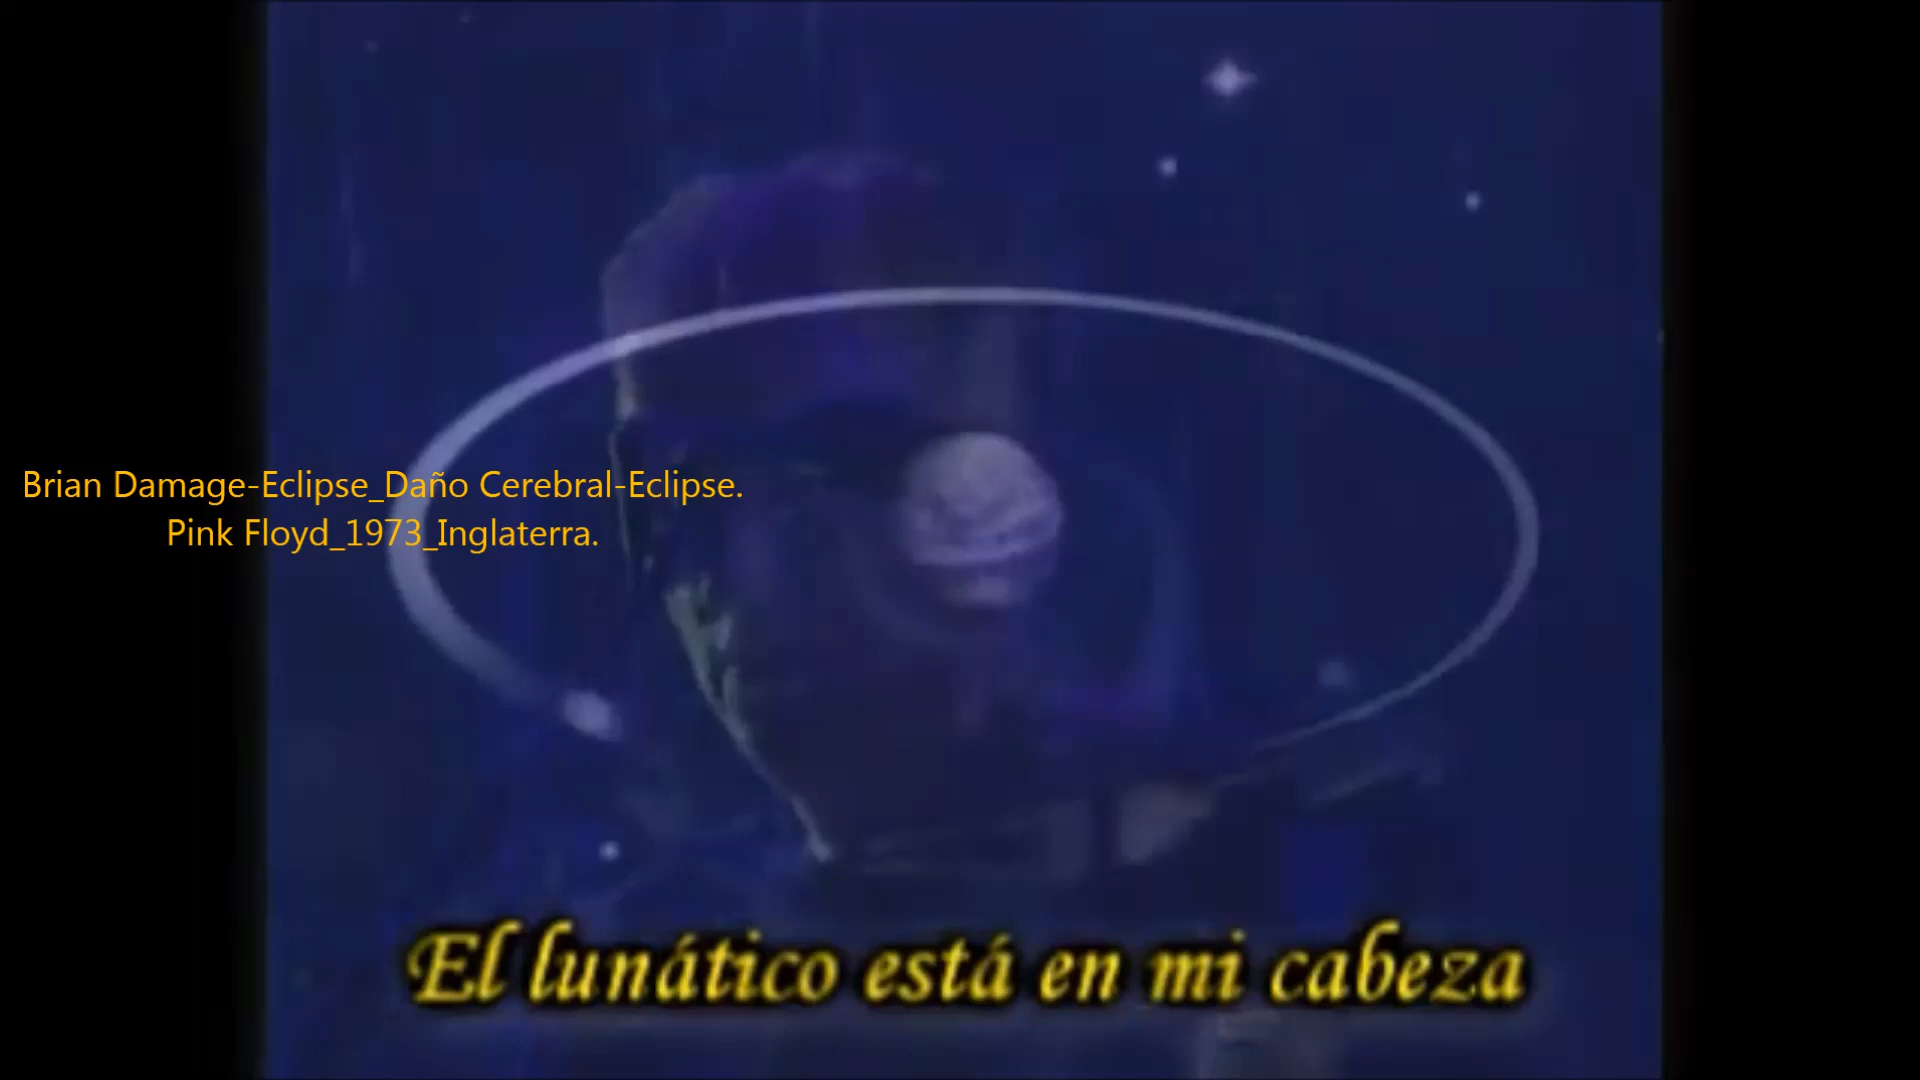 Brian Damage-Eclipse_Daño Cerebral-Eclipse.
Pink Floyd_1973_Inglaterra.
El lunático está en mi cabeza